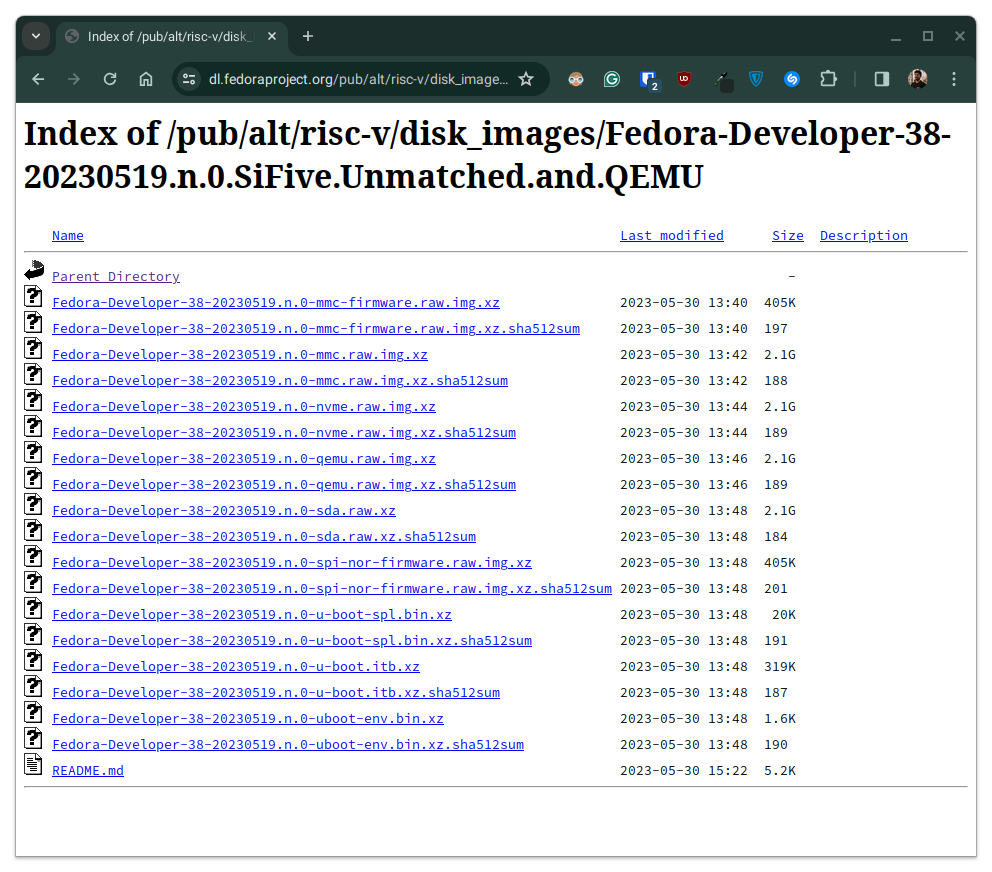 Index of /pub/alt/risc-v/disk_
dl.fedoraproject.org/pub/alt/risc-v/disk_image...
2
Index of /pub/alt/risc-v/disk_images/Fedora-Developer-38-
20230519.n.0.SiFive.Unmatched.and.QEMU
Name Last modified Size Description
Parent Directory -
Fedora-Developer-38-20230519.n.0-mmc-firmware.raw.img.xz 2023-05-30 13:40 405K
Fedora-Developer-38-20230519.n.0-mmc-firmware.raw.img.xz.sha512sum 2023-05-30 13:40 197
Fedora-Developer-38-20230519.n.0-mmc.raw.img.xz 2023-05-30 13:42 2.1G
Fedora-Developer-38-20230519.n.0-mmc.raw.img.xz.sha512sum 2023-05-30 13:42 188
Fedora-Developer-38-20230519.n.0-nvme.raw.img.xz 2023-05-30 13:44 2.1G
Fedora-Developer-38-20230519.n.0-nvme.raw.img.xz.sha512sum 2023-05-30 13:44 189
Fedora-Developer-38-20230519.n.0-qemu.raw.img.xz 2023-05-30 13:46 2.1G
Fedora-Developer-38-20230519.n.0-qemu.raw.img.xz.sha512sum 2023-05-30 13:46 189
Fedora-Developer-38-20230519.n.0-sda.raw.xz 2023-05-30 13:48 2.1G
Fedora-Developer-38-20230519.n.0-sda.raw.xz.sha512sum 2023-05-30 13:48 184
Fedora-Developer-38-20230519.n.0-spi-nor-firmware.raw.img.xz 2023-05-30 13:48 405K
Fedora-Developer-38-20230519.n.0-spi-nor-firmware.raw.img.xz.sha512sum 2023-05-30 13:48 201
Fedora-Developer-38-20230519.n.0-u-boot-spl.bin.xz 2023-05-30 13:48 20K
Fedora-Developer-38-20230519.n.0-u-boot-spl.bin.xz.sha512sum 2023-05-30 13:48 191
Fedora-Developer-38-20230519.n.0-u-boot.itb.xz 2023-05-30 13:48 319K
Fedora-Developer-38-20230519.n.0-u-boot.itb.xz.sha512sum 2023-05-30 13:48 187
Fedora-Developer-38-20230519.n.0-uboot-env.bin.xz 2023-05-30 13:48 1.6K
Fedora-Developer-38-20230519.n.0-uboot-env.bin.xz.sha512sum 2023-05-30 13:48 190
README.md 2023-05-30 15:22 5.2K